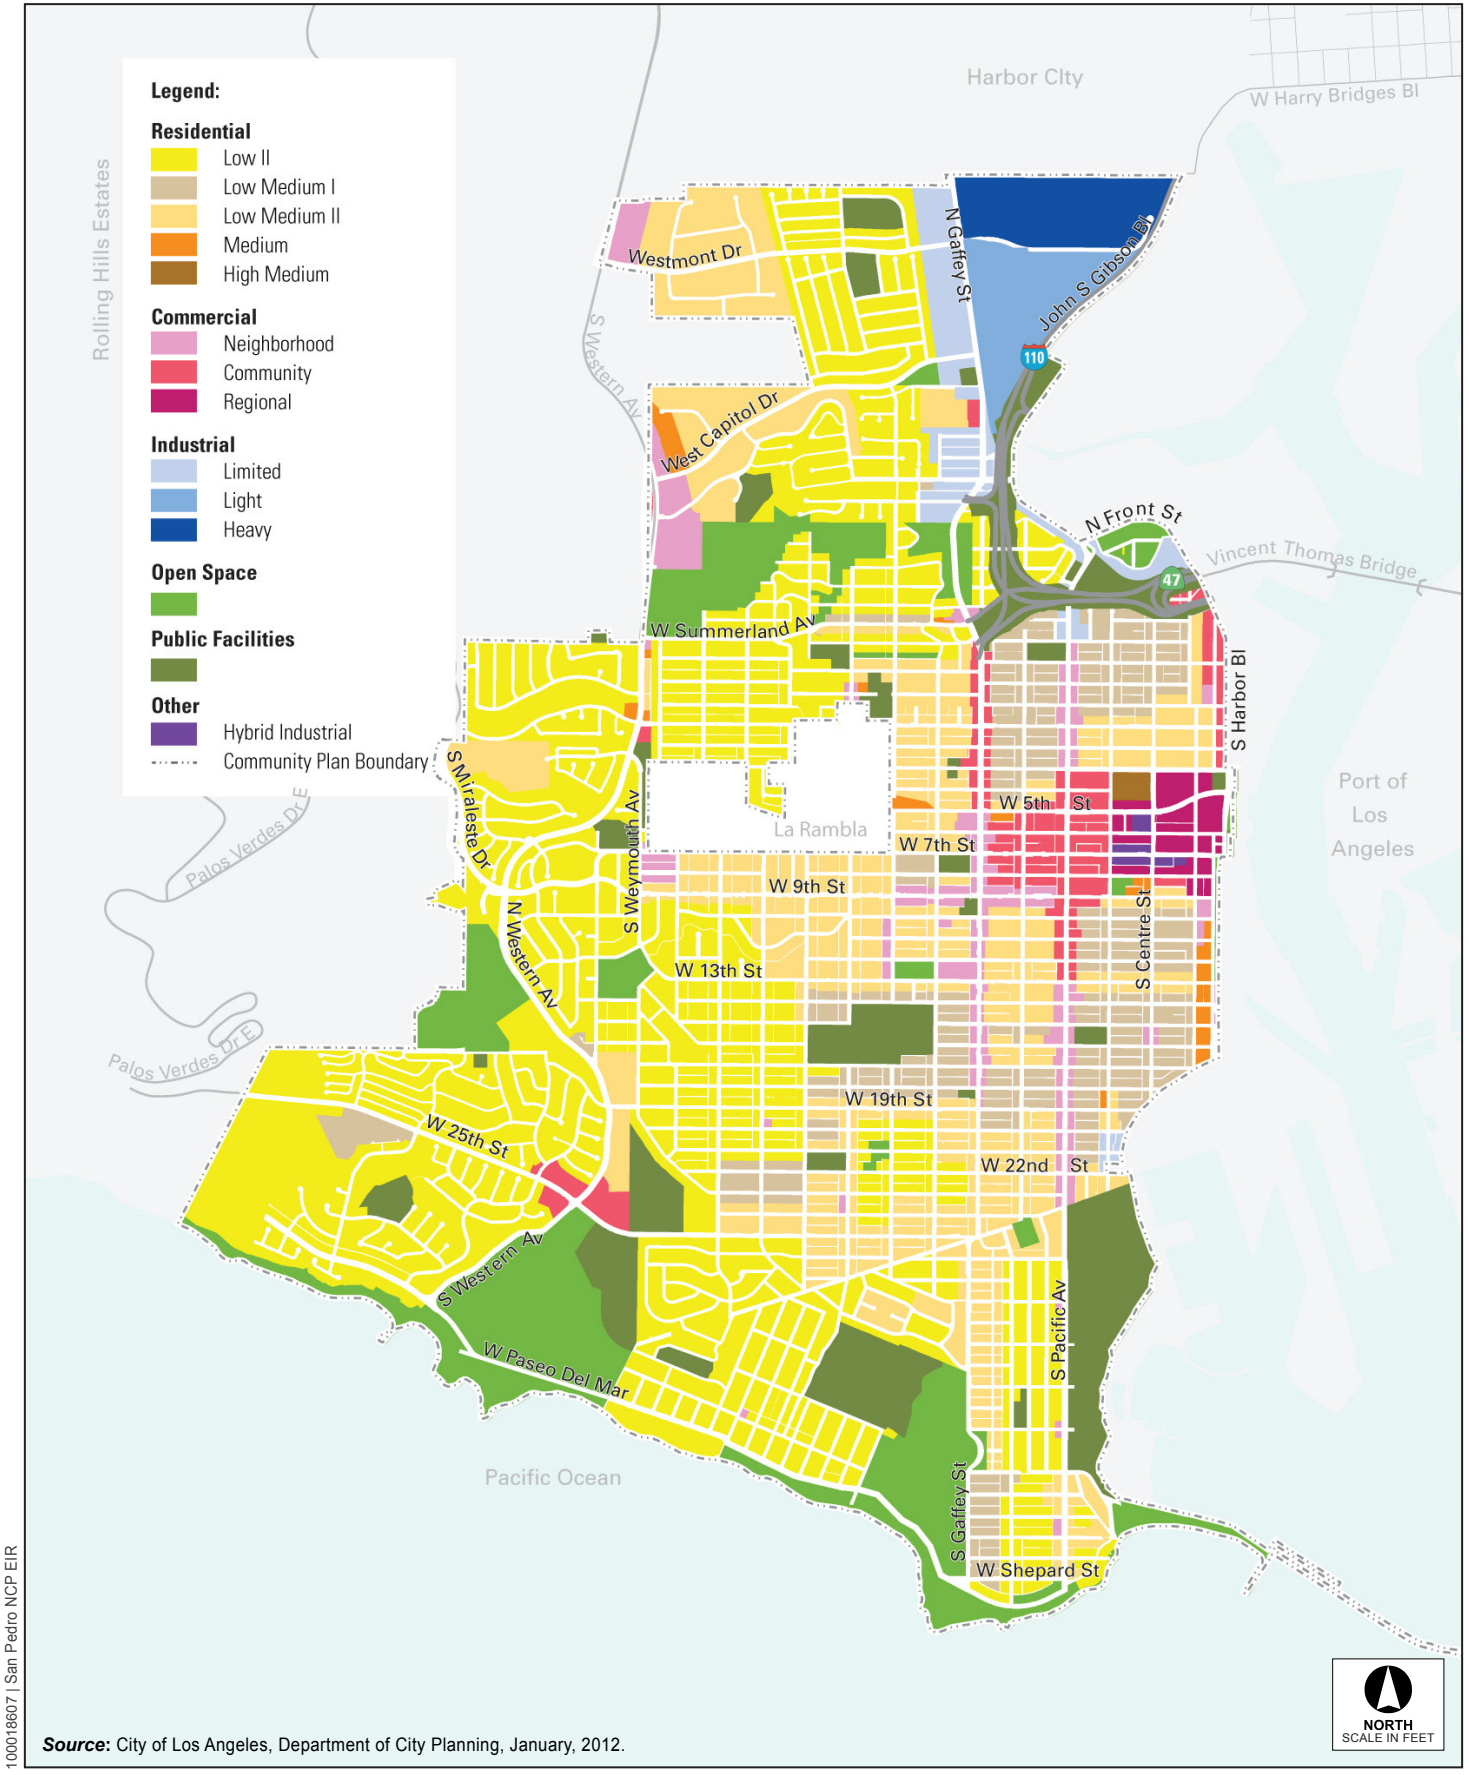 Harbor CIty
W Harry Bridges Bl
Legend:
Residential
Low II
Low Medium I
Low Medium II
Medium
High Medium
Commercial
Neighborhood
Community
Regional
Industrial
Limited
Light
Heavy
Open Space
Public Facilities
Other
Hybrid Industrial
Community Plan Boundary
Rolling Hills Estates
Westmont Dr
N Gaffey St
John S Gibson Bl
110
S Western Av
West Capitol Dr
N Front St
Vincent Thomas Bridge
47
W Summerland Av
S Harbor Bl
S Miraleste Dr
Palos Verdes Dr E
S Weymouth Av
La Rambla
W 5th St
W 7th St
Port of
Los
Angeles
W 9th St
N Western Av
S Centre St
W 13th St
Palos Verdes Dr E
W 19th St
W 25th St
W 22nd St
S Western Av
S Pacific Av
W Paseo Del Mar
Pacific Ocean
S Gaffey St
W Shepard St
100018607 | San Pedro NCP EIR
Source: City of Los Angeles, Department of City Planning, January, 2012.
NORTH
SCALE IN FEET